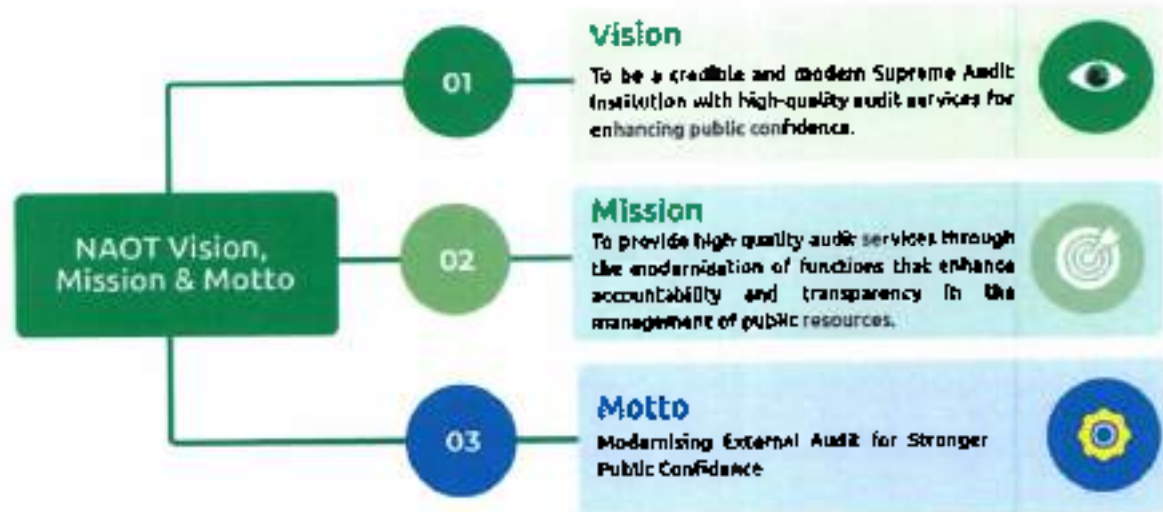 01
Vision
To be a credible and modern Supreme Audit
Institution with high-quality audit services for
enhancing public confidence.
NAOT Vision,
Mission & Motto
02
Mission
To provide high-quality audit services through
the modernisation of functions that enhance
accountability and transparency in the
management of public resources.
03
Motto
Modernising External Audit for Stronger
Public Confidence